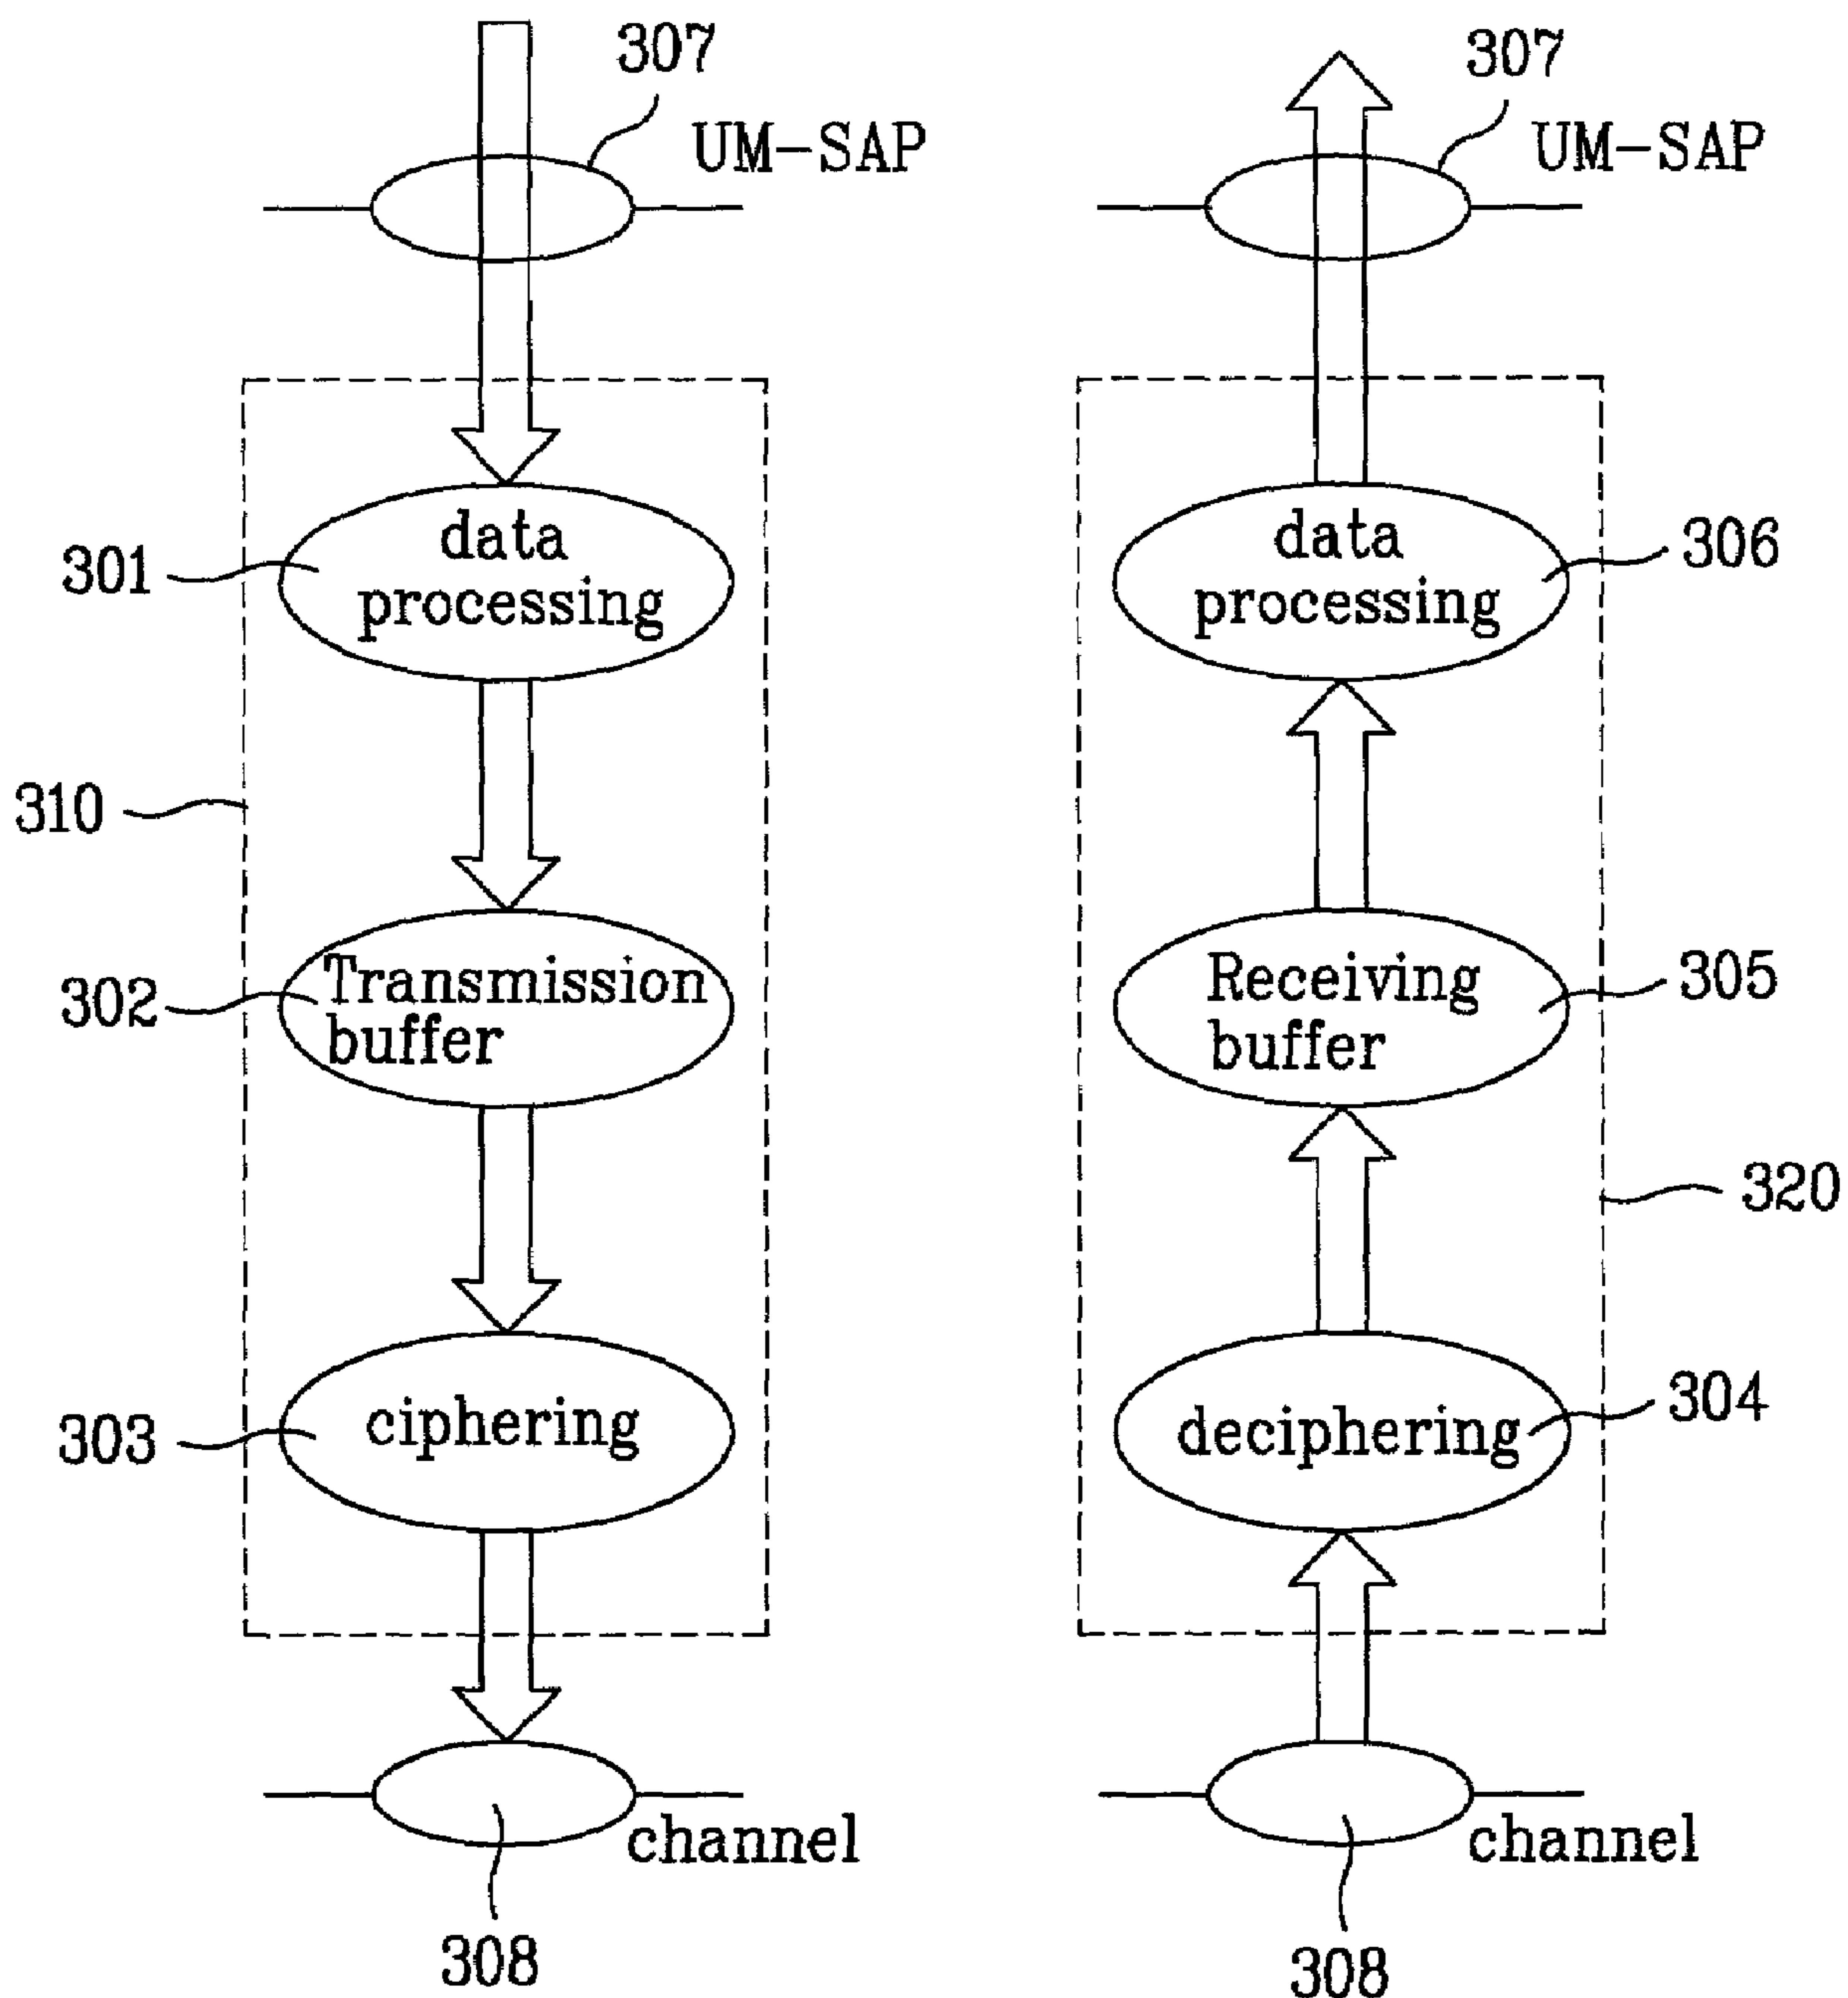 307
UM-SAP
301
data
processing
310
302
Transmission
buffer
303
ciphering
channel
308
307
UM-SAP
data
processing
306
Receiving
buffer
305
320
deciphering
304
channel
308